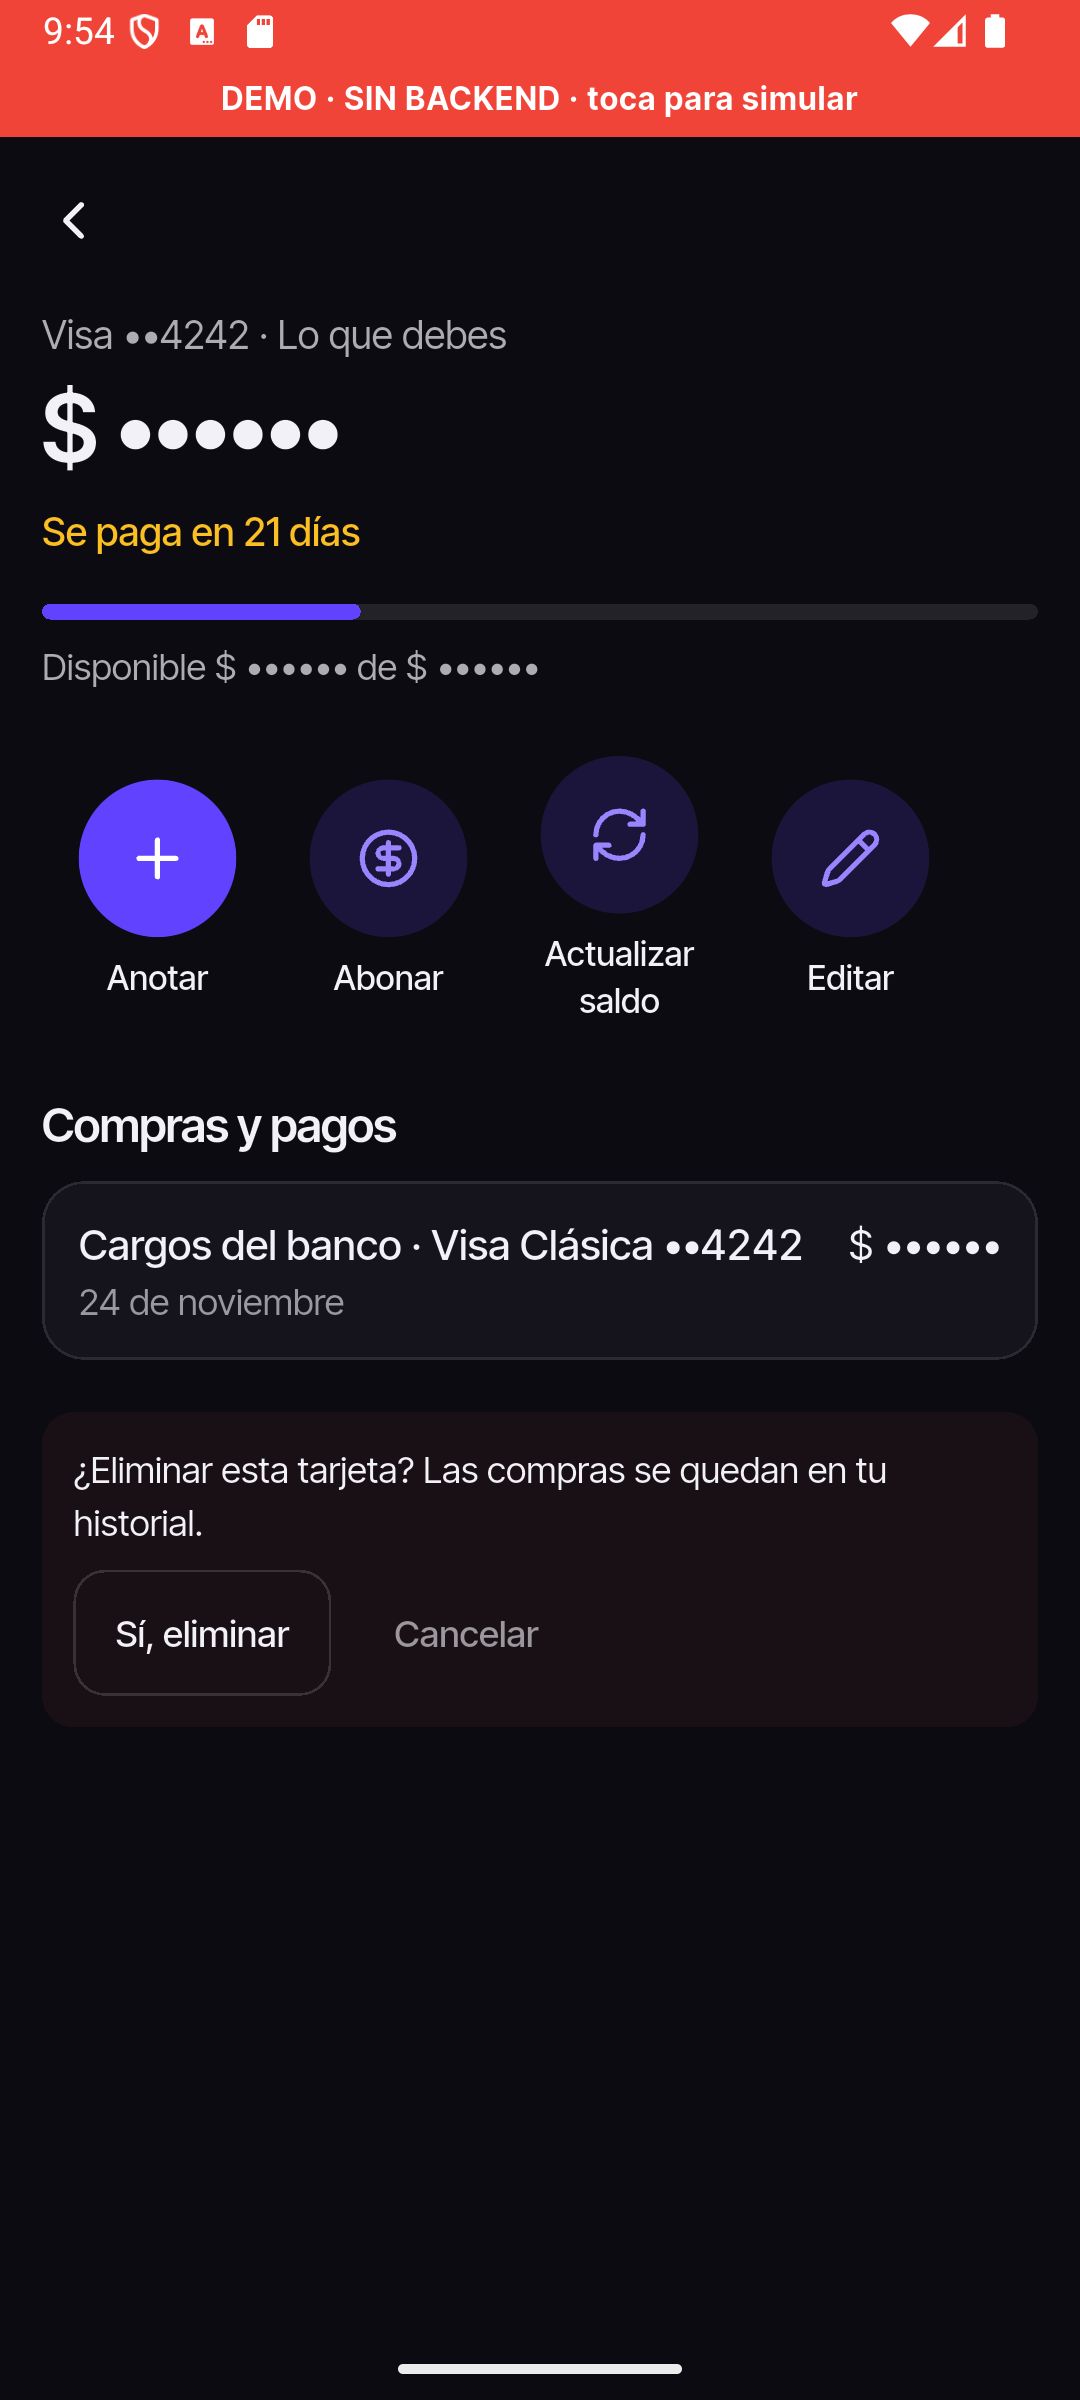 9:54
DEMO · SIN BACKEND · toca para simular
Visa ••4242 · Lo que debes
$ ••••••
Se paga en 21 días
Disponible $ •••••• de $ ••••••
Anotar
Abonar
Actualizar
saldo
Editar
Compras y pagos
Cargos del banco · Visa Clásica ••4242 $ ••••••
24 de noviembre
¿Eliminar esta tarjeta? Las compras se quedan en tu
historial.
Sí, eliminar
Cancelar